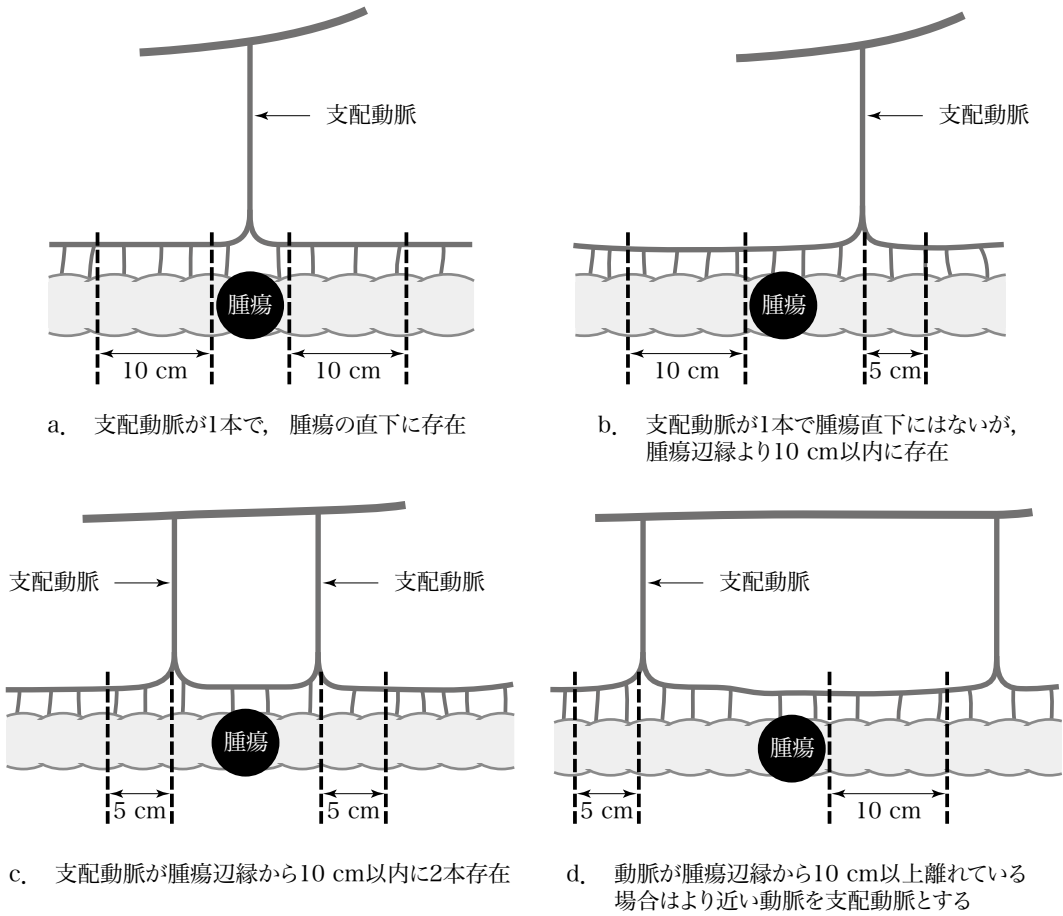 支配動脈
支配動脈
腫瘍
腫瘍
10 cm
10 cm
10 cm
5 cm
a. 支配動脈が1本で, 腫瘍の直下に存在
b. 支配動脈が1本で腫瘍直下にはないが,
腫瘍辺縁より10 cm以内に存在
支配動脈
支配動脈
支配動脈
腫瘍
腫瘍
5 cm
5 cm
5 cm
10 cm
c. 支配動脈が腫瘍辺縁から10 cm以内に2本存在
d. 動脈が腫瘍辺縁から10 cm以上離れている
場合はより近い動脈を支配動脈とする